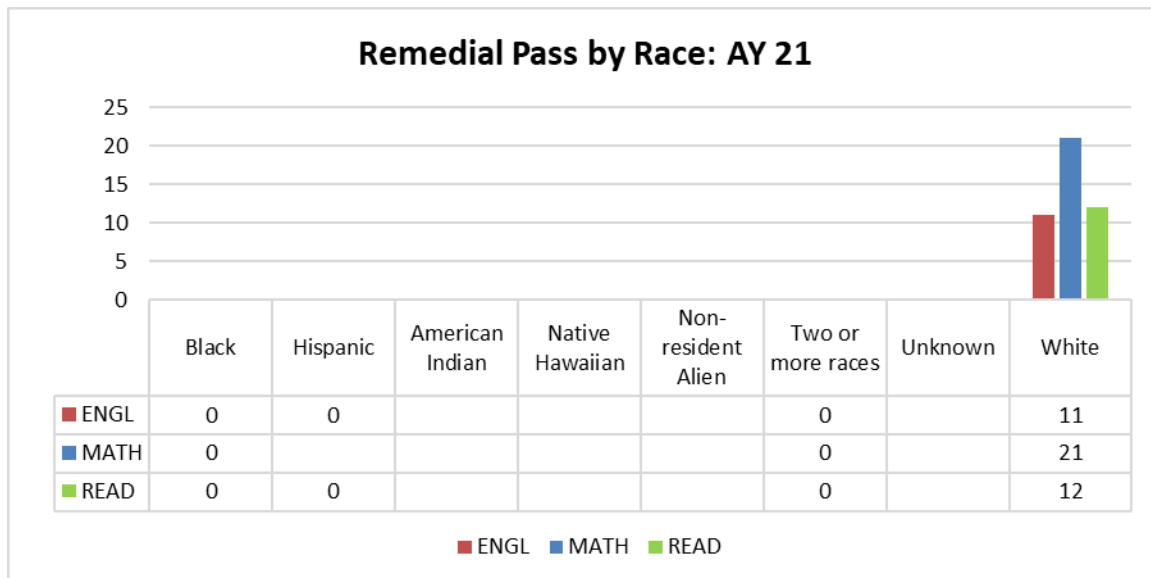 Remedial Pass by Race: AY 21
25
20
15
10
5
0
Black Hispanic American Indian Native Hawaiian Non-resident Alien Two or more races Unknown White
ENGL 0 0 0 11
MATH 0 0 21
READ 0 0 0 12
ENGL MATH READ